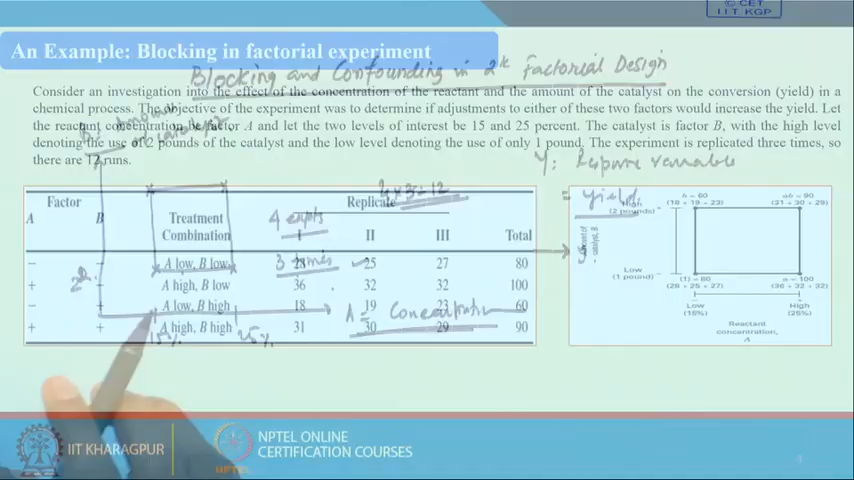 © CET
IIT KGP
An Example: Blocking in factorial experiment
Blocking and Confounding in 2^k Factorial Design
Consider an investigation into the effect of the concentration of the reactant and the amount of the catalyst on the conversion (yield) in a
chemical process. The objective of the experiment was to determine if adjustments to either of these two factors would increase the yield. Let
the reactant concentration be factor A and let the two levels of interest be 15 and 25 percent. The catalyst is factor B, with the high level
denoting the use of 2 pounds of the catalyst and the low level denoting the use of only 1 pound. The experiment is replicated three times, so
there are 12 runs.
Y: Response variable
= yield
4 × 3 = 12
4 expts
3 times
Factor Replicate
A B Treatment
Combination I II III Total
− − A low, B low 28 25 27 80
+ − A high, B low 36 32 32 100
− + A low, B high 18 19 23 60
+ + A high, B high 31 30 29 90
A = Concentration
15% 25%
b = 60
(18 + 19 + 23)
ab = 90
(31 + 30 + 29)
High
(2 pounds)
Amount of
catalyst, B
Low
(1 pound)
(1) = 80
(28 + 25 + 27)
a = 100
(36 + 32 + 32)
Low
(15%)
High
(25%)
Reactant
concentration,
A
IIT KHARAGPUR
NPTEL
NPTEL ONLINE
CERTIFICATION COURSES
4